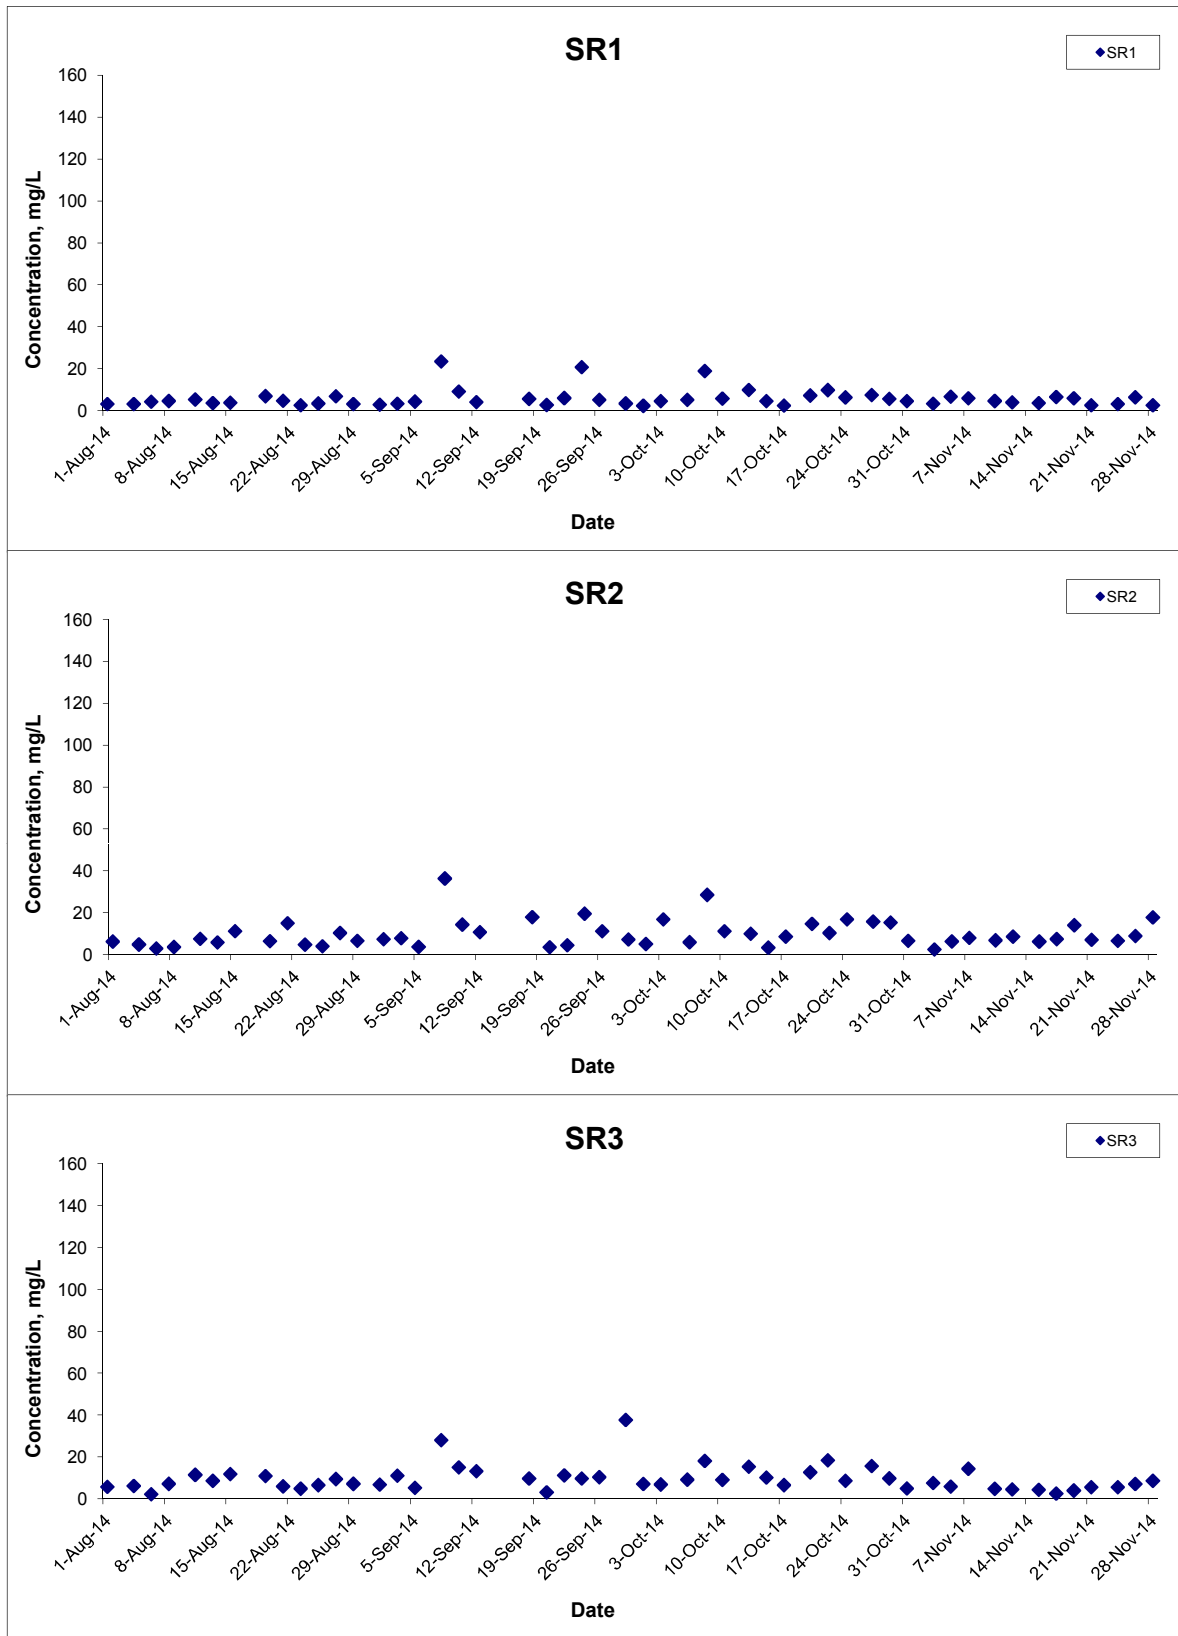 SR1
SR1
160
140
120
100
80
60
40
20
0
Concentration, mg/L
1-Aug-14 8-Aug-14 15-Aug-14 22-Aug-14 29-Aug-14 5-Sep-14 12-Sep-14 19-Sep-14 26-Sep-14 3-Oct-14 10-Oct-14 17-Oct-14 24-Oct-14 31-Oct-14 7-Nov-14 14-Nov-14 21-Nov-14 28-Nov-14
Date
SR2
SR2
160
140
120
100
80
60
40
20
0
Concentration, mg/L
1-Aug-14 8-Aug-14 15-Aug-14 22-Aug-14 29-Aug-14 5-Sep-14 12-Sep-14 19-Sep-14 26-Sep-14 3-Oct-14 10-Oct-14 17-Oct-14 24-Oct-14 31-Oct-14 7-Nov-14 14-Nov-14 21-Nov-14 28-Nov-14
Date
SR3
SR3
160
140
120
100
80
60
40
20
0
Concentration, mg/L
1-Aug-14 8-Aug-14 15-Aug-14 22-Aug-14 29-Aug-14 5-Sep-14 12-Sep-14 19-Sep-14 26-Sep-14 3-Oct-14 10-Oct-14 17-Oct-14 24-Oct-14 31-Oct-14 7-Nov-14 14-Nov-14 21-Nov-14 28-Nov-14
Date